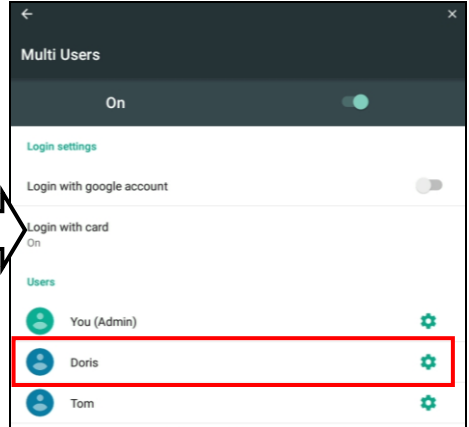 Multi Users
On
Login settings
Login with google account
Login with card
On
Users
You (Admin)
Doris
Tom